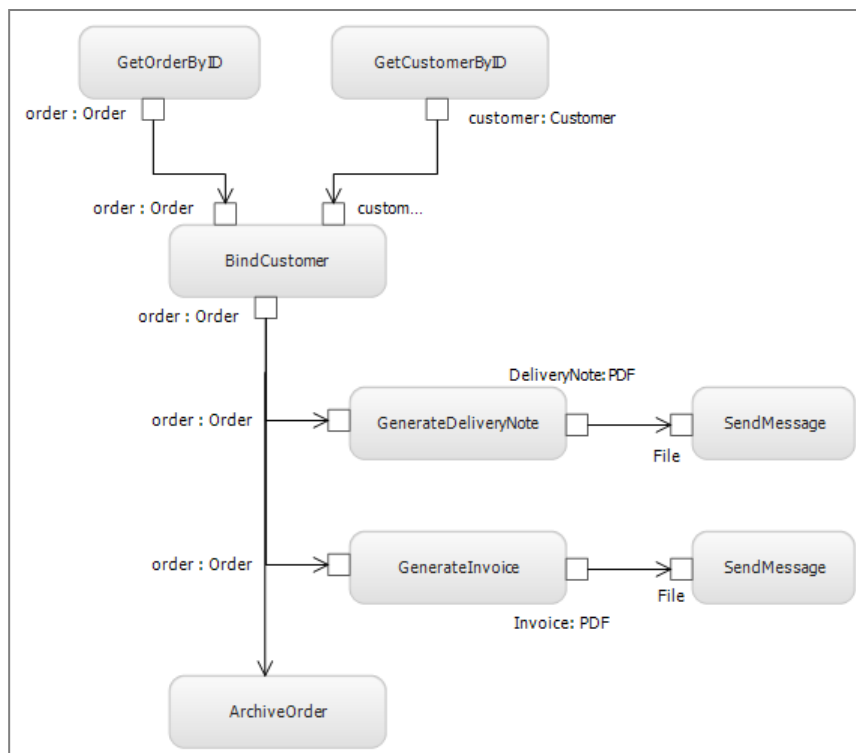 GetOrderByID
GetCustomerByID
order : Order
customer: Customer
order : Order
custom...
BindCustomer
order : Order
DeliveryNote: PDF
order : Order
GenerateDeliveryNote
SendMessage
File
order : Order
GenerateInvoice
SendMessage
File
Invoice: PDF
ArchiveOrder